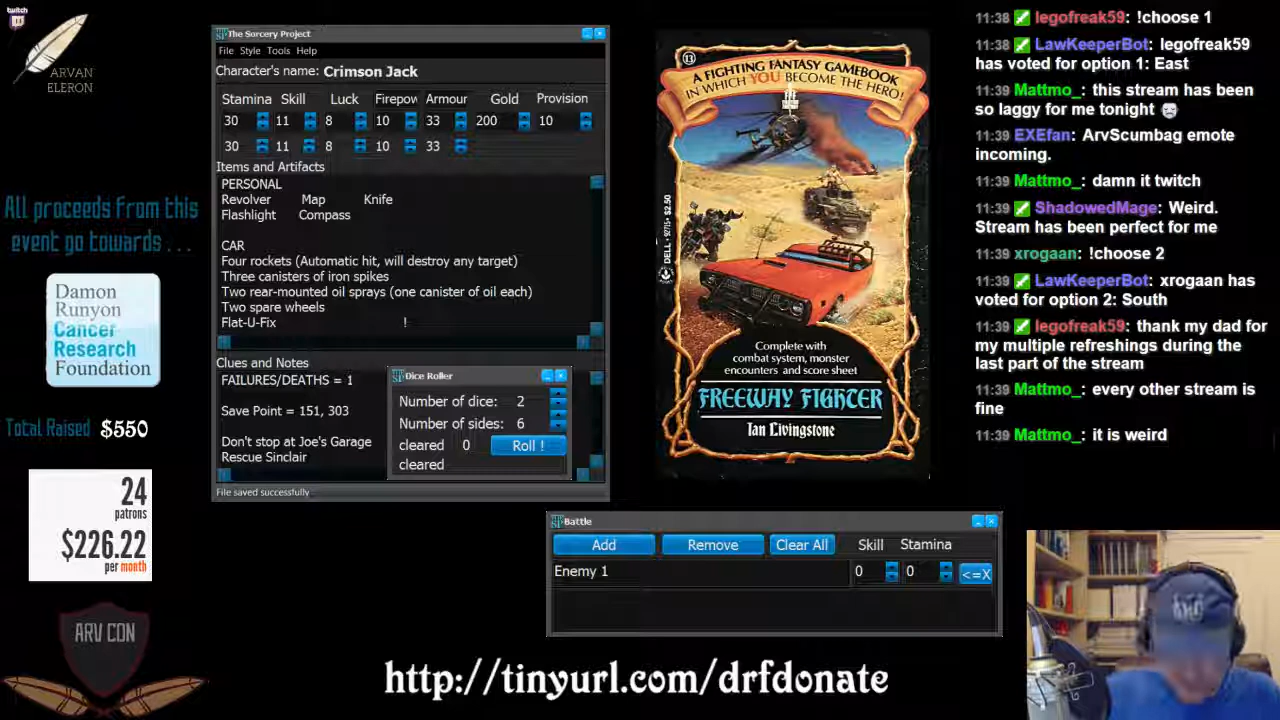 twitch
ARVAN
ELERON
All proceeds from this
event go towards . . .
Damon
Runyon
Cancer
Research
Foundation
Total Raised $550
24
patrons
$226.22
per month
ARV CON
The Sorcery Project
File Style Tools Help
Character's name: Crimson Jack
Stamina Skill Luck Firepow Armour Gold Provision
30 11 8 10 33 200 10
30 11 8 10 33
Items and Artifacts
PERSONAL
Revolver Map Knife
Flashlight Compass
CAR
Four rockets (Automatic hit, will destroy any target)
Three canisters of iron spikes
Two rear-mounted oil sprays (one canister of oil each)
Two spare wheels
Flat-U-Fix !
Clues and Notes
FAILURES/DEATHS = 1
Save Point = 151, 303
Don't stop at Joe's Garage
Rescue Sinclair
File saved successfully
Dice Roller
Number of dice: 2
Number of sides: 6
cleared 0 Roll !
cleared
13
A FIGHTING FANTASY GAMEBOOK
IN WHICH YOU BECOME THE HERO!
DELL • 92715 • $2.50
Complete with
combat system, monster
encounters and score sheet
FREEWAY FIGHTER
Ian Livingstone
Battle
Add Remove Clear All Skill Stamina
Enemy 1 0 0 <=X
http://tinyurl.com/drfdonate
11:38 legofreak59: !choose 1
11:38 LawKeeperBot: legofreak59
has voted for option 1: East
11:39 Mattmo_: this stream has been
so laggy for me tonight
11:39 EXEfan: ArvScumbag emote
incoming.
11:39 Mattmo_: damn it twitch
11:39 ShadowedMage: Weird.
Stream has been perfect for me
11:39 xrogaan: !choose 2
11:39 LawKeeperBot: xrogaan has
voted for option 2: South
11:39 legofreak59: thank my dad for
my multiple refreshings during the
last part of the stream
11:39 Mattmo_: every other stream is
fine
11:39 Mattmo_: it is weird